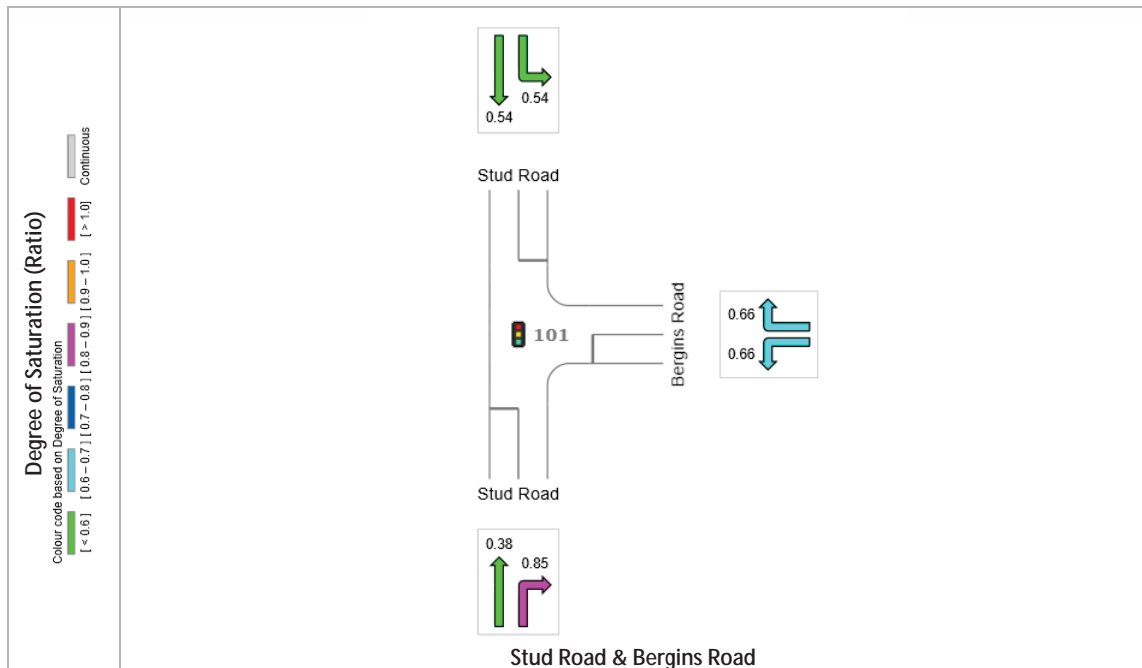 Degree of Saturation (Ratio)
Colour code based on Degree of Saturation
[ < 0.6 ] [ 0.6 – 0.7 ] [ 0.7 – 0.8 ] [ 0.8 – 0.9 ] [ 0.9 – 1.0 ] [ > 1.0 ] Continuous
0.54 0.54
Stud Road
101
Bergins Road
0.66
0.66
Stud Road
0.38 0.85
Stud Road & Bergins Road